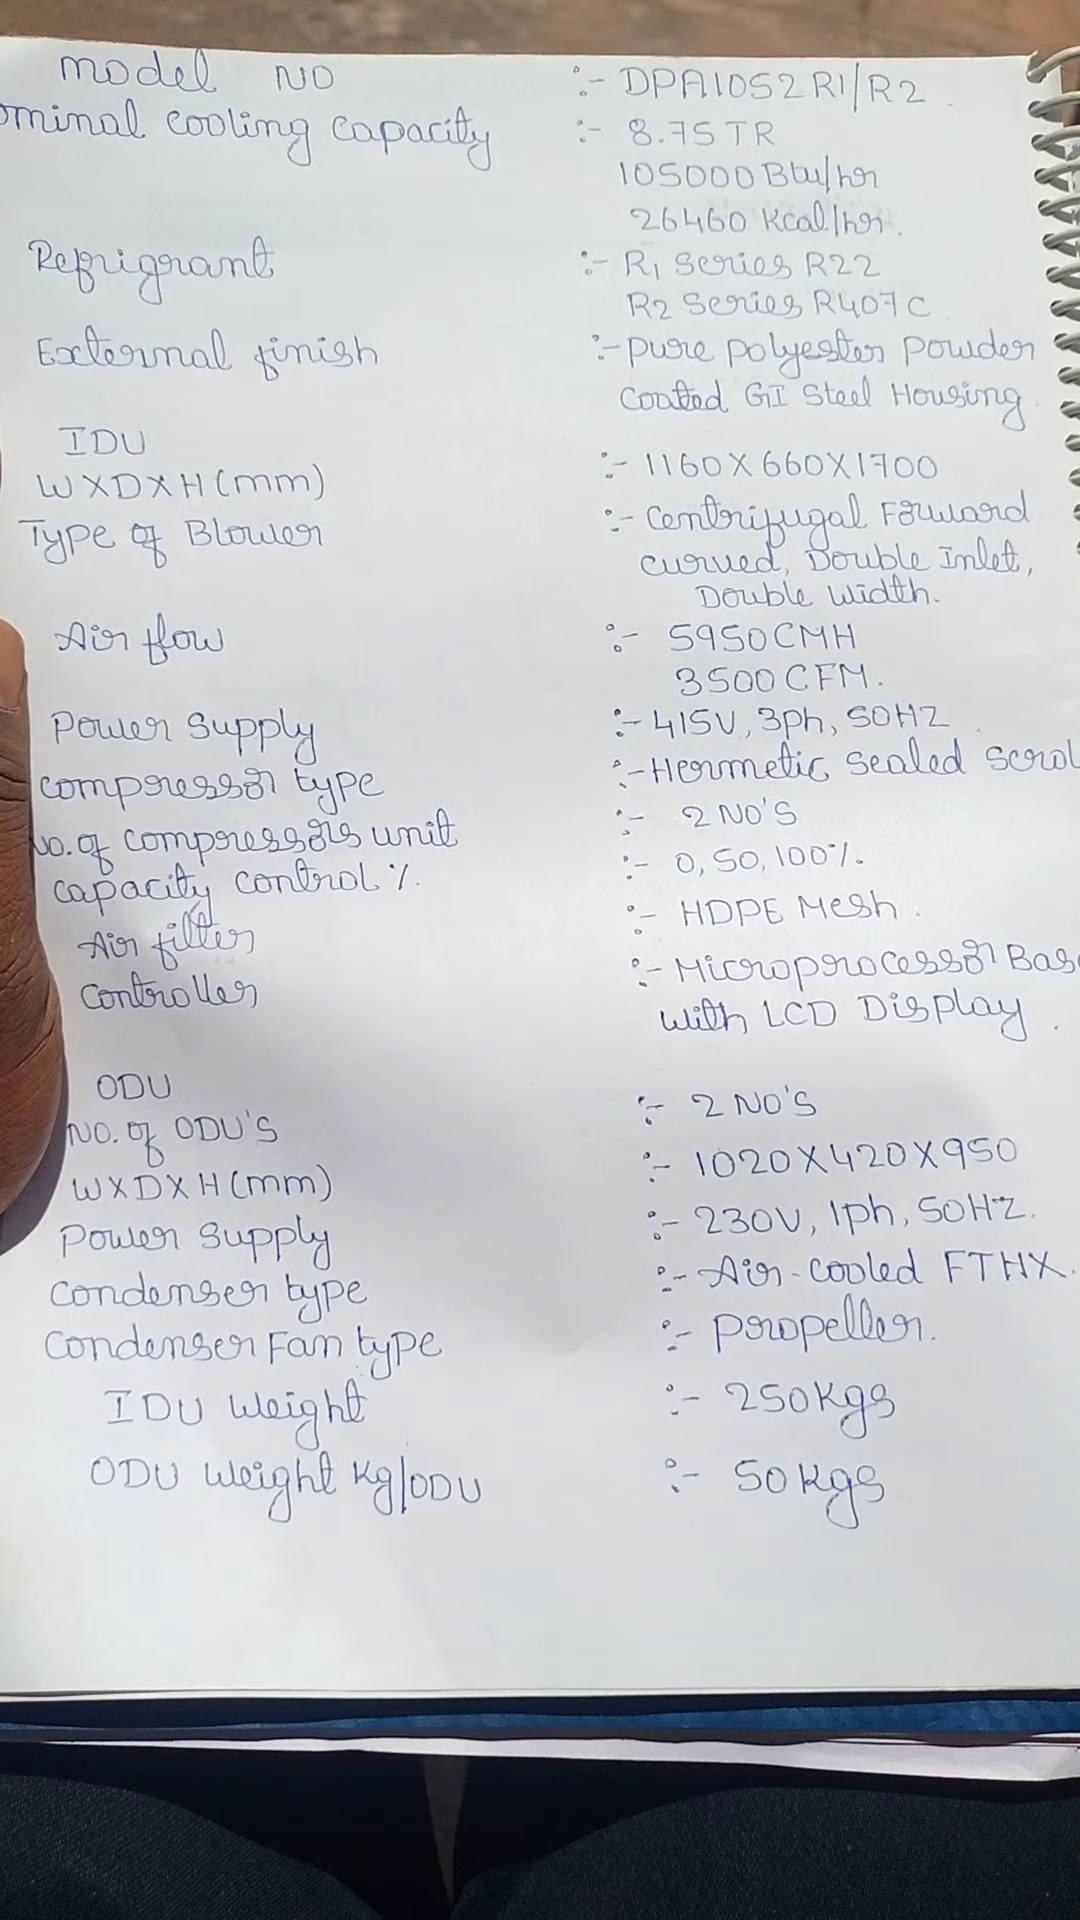 model NO :- DPA1052R1/R2
ominal cooling capacity :- 8.75TR
105000 Btu/hr
26460 Kcal/hr.
Refrigrant :- R1 Series R22
R2 Series R407C
External finish :- pure polyester powder
coated GI Steel Housing.
IDU
WXDXH(mm) :- 1160X660X1700
Type of Blower :- Centrifugal Forward
curved, Double Inlet,
Double Width.
Air flow :- 5950CMH
3500CFM.
Power Supply :- 415V, 3ph, 50HZ
compressor type :- Hermetic Sealed Scrol
No. of compressors unit :- 2 NO'S
capacity control % :- 0, 50, 100%.
Air filter :- HDPE Mesh.
Controller :- Microprocessor Bas
with LCD Display.
ODU
NO. of ODU'S :- 2 NO'S
WXDXH(mm) :- 1020X420X950
Power Supply :- 230V, 1ph, 50HZ.
Condenser type :- Air-cooled FTHX.
Condenser Fan type :- propeller.
IDU Weight :- 250Kgs
ODU Weight Kg/ODU :- 50Kgs